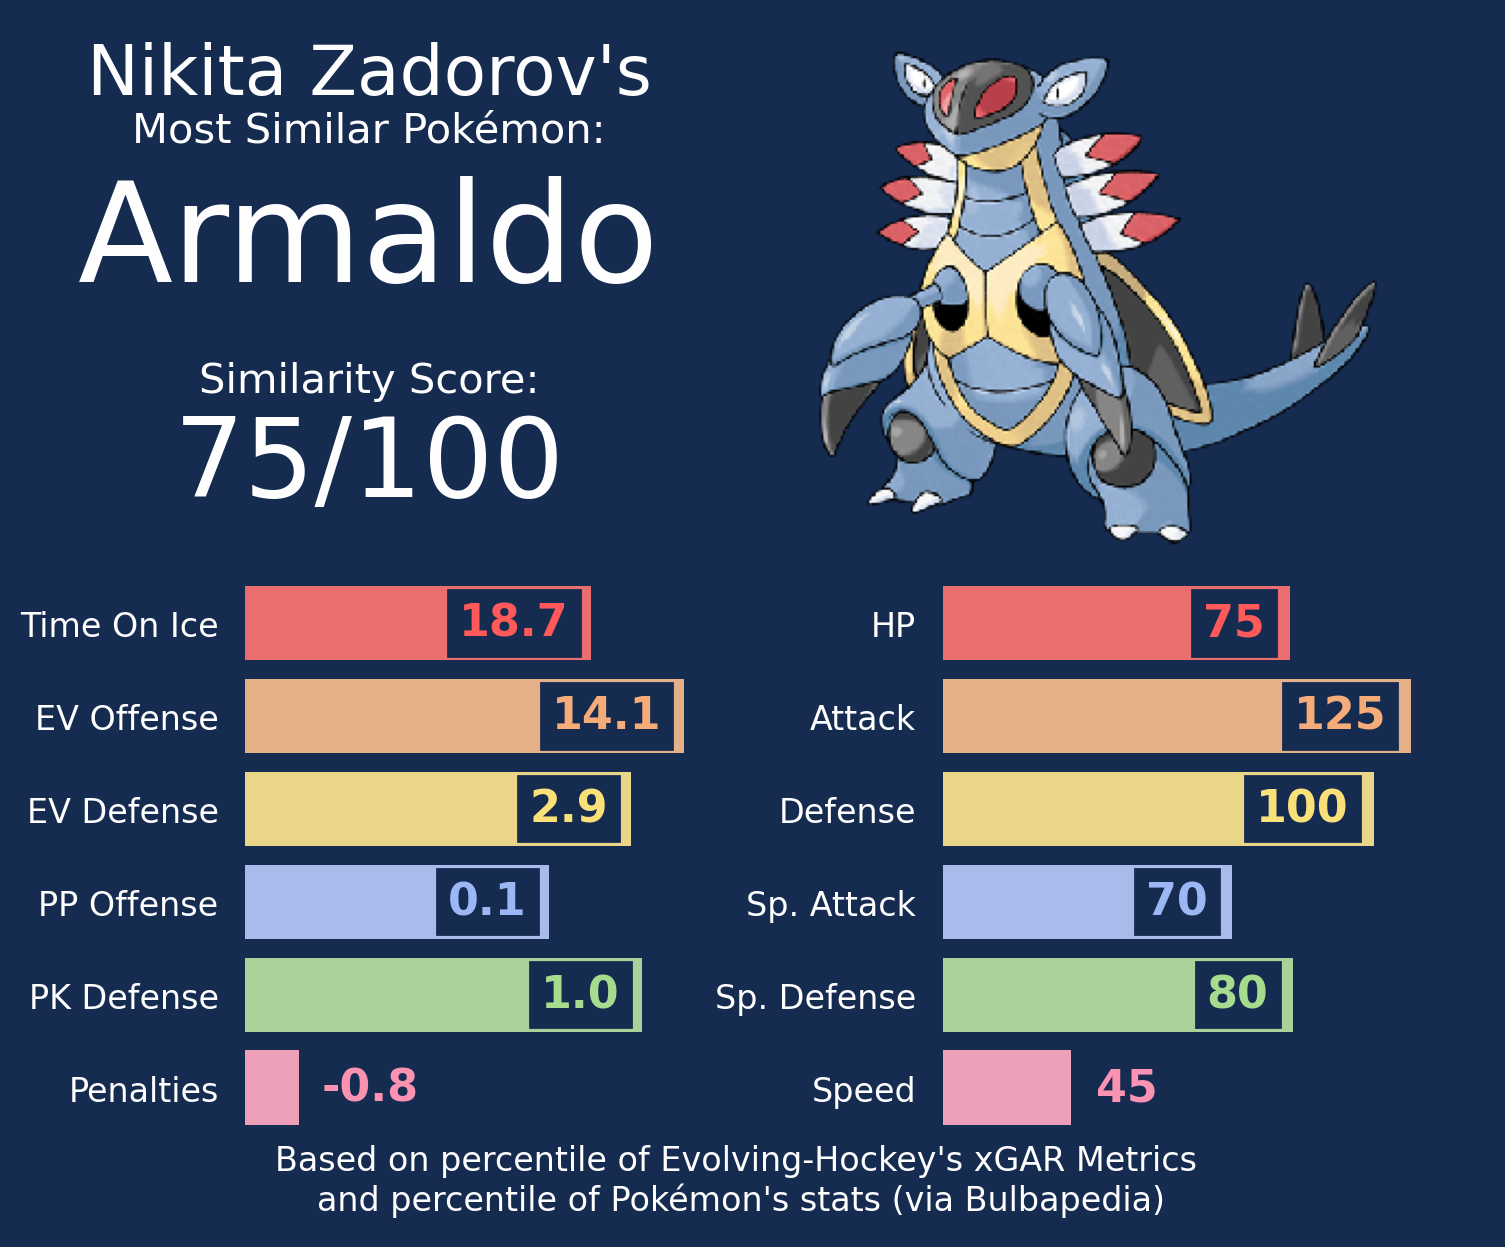 Nikita Zadorov's
Most Similar Pokémon:
Armaldo
Similarity Score:
75/100
Time On Ice 18.7
EV Offense 14.1
EV Defense 2.9
PP Offense 0.1
PK Defense 1.0
Penalties -0.8
HP 75
Attack 125
Defense 100
Sp. Attack 70
Sp. Defense 80
Speed 45
Based on percentile of Evolving-Hockey's xGAR Metrics
and percentile of Pokémon's stats (via Bulbapedia)